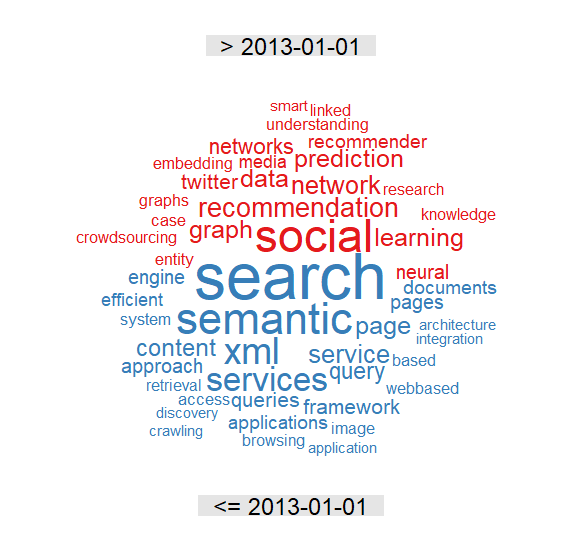 > 2013-01-01
smart linked
understanding
networks recommender
embedding media prediction
twitter data network research
graphs recommendation knowledge
case graph social learning
crowdsourcing
entity search neural
engine documents
efficient semantic pages
system page architecture
integration
content xml service based
approach services query
retrieval webbased
access queries framework
discovery applications image
crawling browsing application
<= 2013-01-01